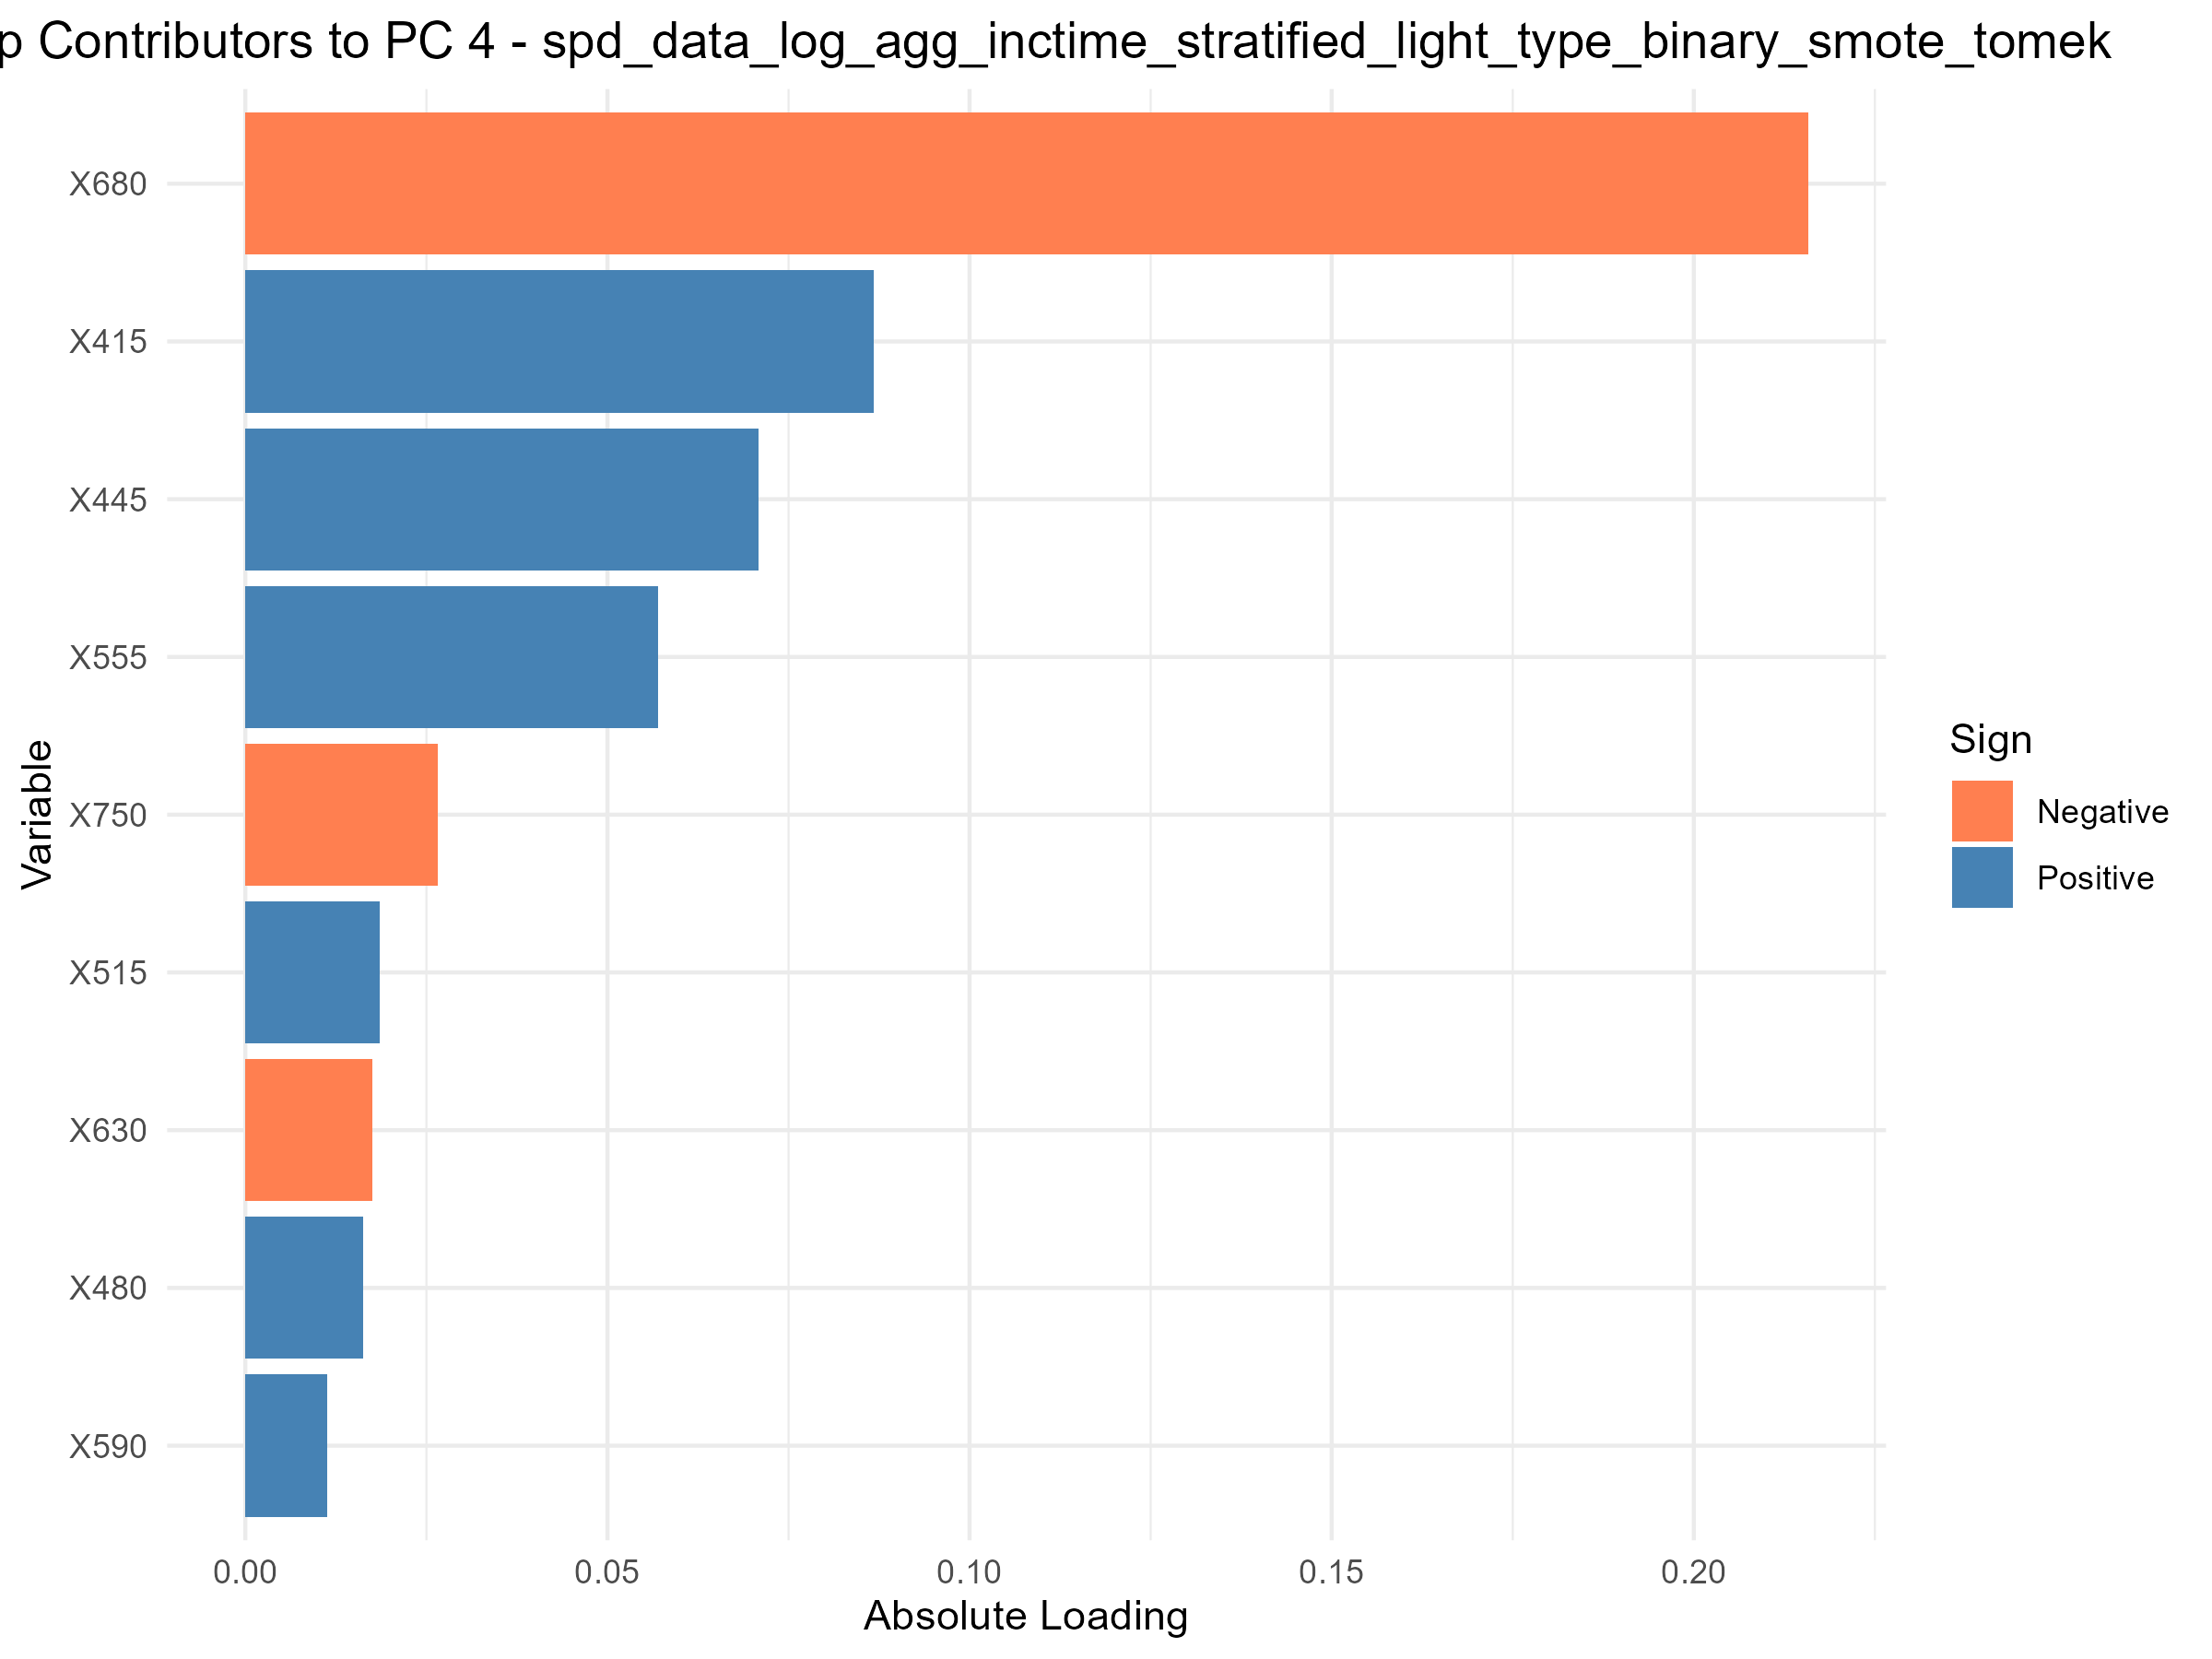 p Contributors to PC 4 - spd_data_log_agg_inctime_stratified_light_type_binary_smote_tomek
X680
X415
X445
X555
X750
X515
X630
X480
X590
Variable
0.00 0.05 0.10 0.15 0.20
Absolute Loading
Sign
Negative
Positive